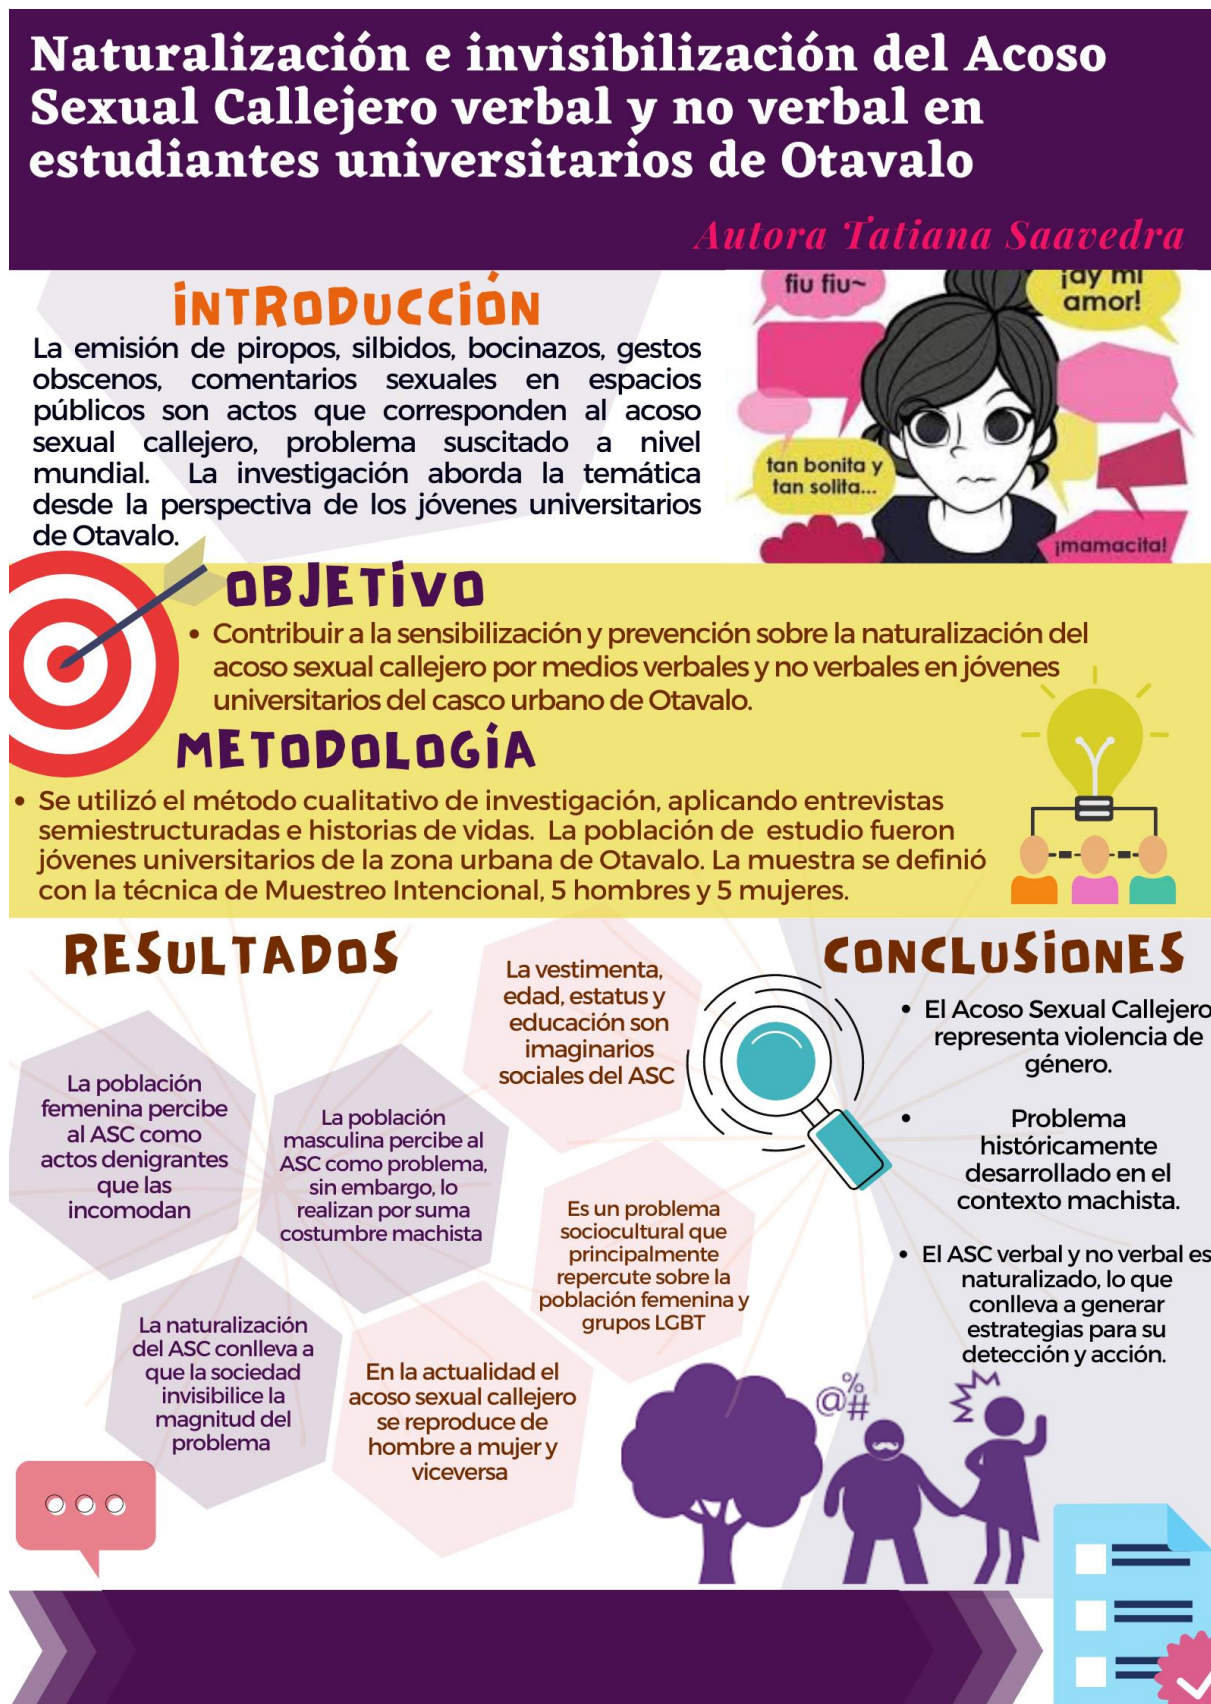 Naturalización e invisibilización del Acoso
Sexual Callejero verbal y no verbal en
estudiantes universitarios de Otavalo
Autora Tatiana Saavedra
INTRODUCCIÓN
La emisión de piropos, silbidos, bocinazos, gestos
obscenos, comentarios sexuales en espacios
públicos son actos que corresponden al acoso
sexual callejero, problema suscitado a nivel
mundial. La investigación aborda la temática
desde la perspectiva de los jóvenes universitarios
de Otavalo.
fiu fiu~
¡ay mi
amor!
tan bonita y
tan solita...
¡mamacita!
OBJETIVO
• Contribuir a la sensibilización y prevención sobre la naturalización del
acoso sexual callejero por medios verbales y no verbales en jóvenes
universitarios del casco urbano de Otavalo.
METODOLOGÍA
• Se utilizó el método cualitativo de investigación, aplicando entrevistas
semiestructuradas e historias de vidas. La población de estudio fueron
jóvenes universitarios de la zona urbana de Otavalo. La muestra se definió
con la técnica de Muestreo Intencional, 5 hombres y 5 mujeres.
RESULTADOS
La población
femenina percibe
al ASC como
actos denigrantes
que las
incomodan
La población
masculina percibe al
ASC como problema,
sin embargo, lo
realizan por suma
costumbre machista
La vestimenta,
edad, estatus y
educación son
imaginarios
sociales del ASC
Es un problema
sociocultural que
principalmente
repercute sobre la
población femenina y
grupos LGBT
La naturalización
del ASC conlleva a
que la sociedad
invisibilice la
magnitud del
problema
En la actualidad el
acoso sexual callejero
se reproduce de
hombre a mujer y
viceversa
CONCLUSIONES
• El Acoso Sexual Callejero
representa violencia de
género.
• Problema
históricamente
desarrollado en el
contexto machista.
• El ASC verbal y no verbal es
naturalizado, lo que
conlleva a generar
estrategias para su
detección y acción.
@%#